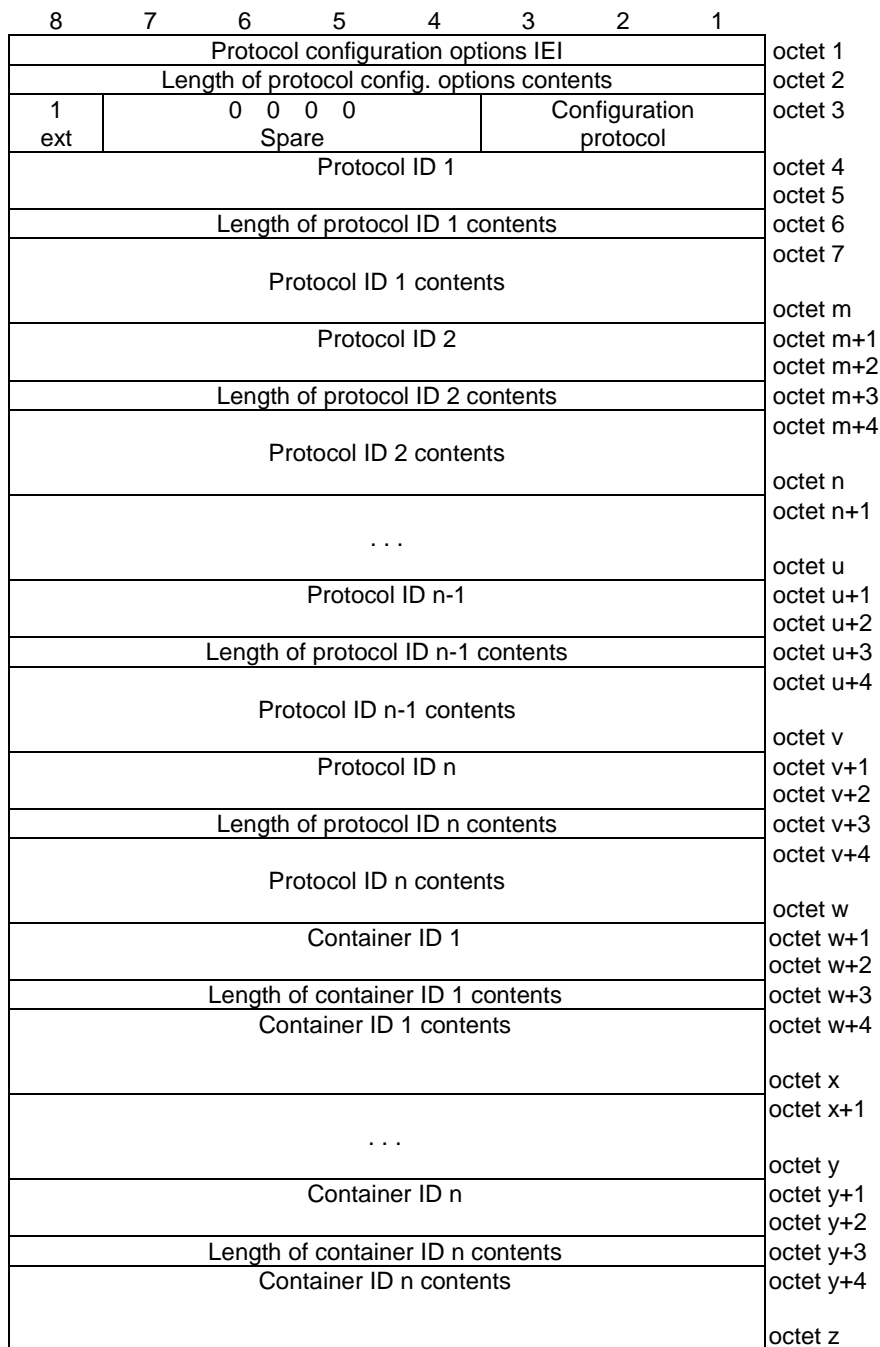 8 7 6 5 4 3 2 1
Protocol configuration options IEI octet 1
Length of protocol config. options contents octet 2
1 0 0 0 0 Configuration octet 3
ext Spare protocol
Protocol ID 1 octet 4
octet 5
Length of protocol ID 1 contents octet 6
octet 7
Protocol ID 1 contents
octet m
Protocol ID 2 octet m+1
octet m+2
Length of protocol ID 2 contents octet m+3
octet m+4
Protocol ID 2 contents
octet n
octet n+1
. . .
octet u
Protocol ID n-1 octet u+1
octet u+2
Length of protocol ID n-1 contents octet u+3
octet u+4
Protocol ID n-1 contents
octet v
Protocol ID n octet v+1
octet v+2
Length of protocol ID n contents octet v+3
octet v+4
Protocol ID n contents
octet w
Container ID 1 octet w+1
octet w+2
Length of container ID 1 contents octet w+3
Container ID 1 contents octet w+4
octet x
octet x+1
. . .
octet y
Container ID n octet y+1
octet y+2
Length of container ID n contents octet y+3
Container ID n contents octet y+4
octet z